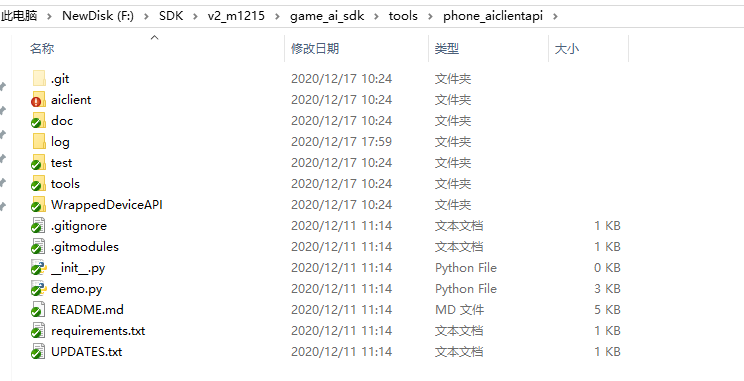 此电脑 › NewDisk (F:) › SDK › v2_m1215 › game_ai_sdk › tools › phone_aiclientapi ›
名称 修改日期 类型 大小
.git 2020/12/17 10:24 文件夹
aiclient 2020/12/17 10:24 文件夹
doc 2020/12/17 10:24 文件夹
log 2020/12/17 17:59 文件夹
test 2020/12/17 10:24 文件夹
tools 2020/12/17 10:24 文件夹
WrappedDeviceAPI 2020/12/17 10:24 文件夹
.gitignore 2020/12/11 11:14 文本文档 1 KB
.gitmodules 2020/12/11 11:14 文本文档 1 KB
__init__.py 2020/12/11 11:14 Python File 0 KB
demo.py 2020/12/11 11:14 Python File 3 KB
README.md 2020/12/11 11:14 MD 文件 5 KB
requirements.txt 2020/12/11 11:14 文本文档 1 KB
UPDATES.txt 2020/12/11 11:14 文本文档 1 KB